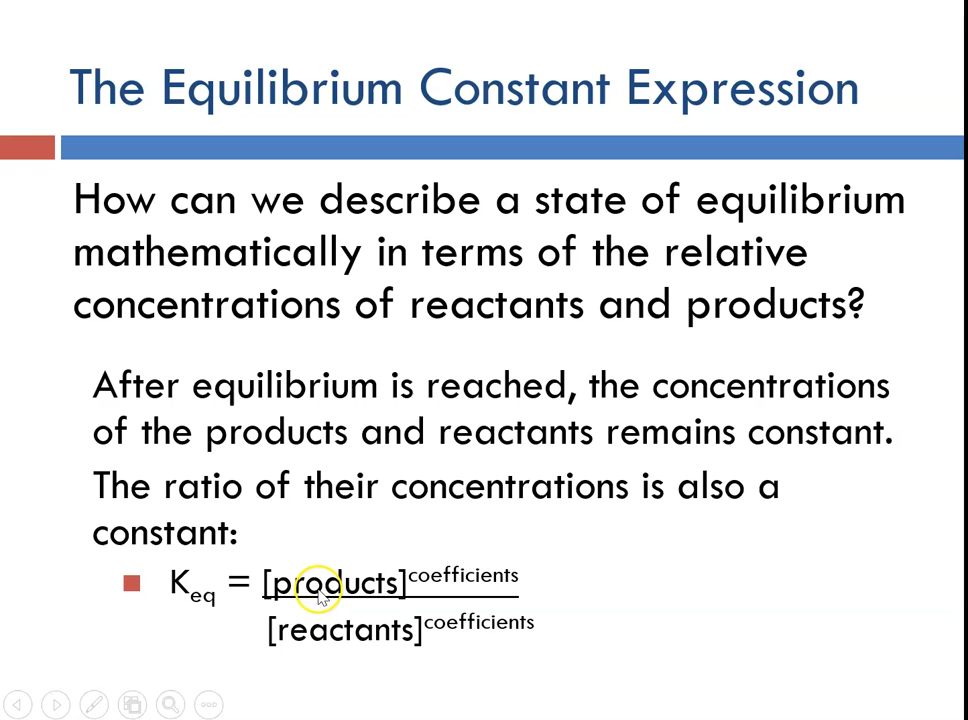 The Equilibrium Constant Expression
How can we describe a state of equilibrium
mathematically in terms of the relative
concentrations of reactants and products?
After equilibrium is reached, the concentrations
of the products and reactants remains constant.
The ratio of their concentrations is also a
constant:
Keq = [products]coefficients
[reactants]coefficients